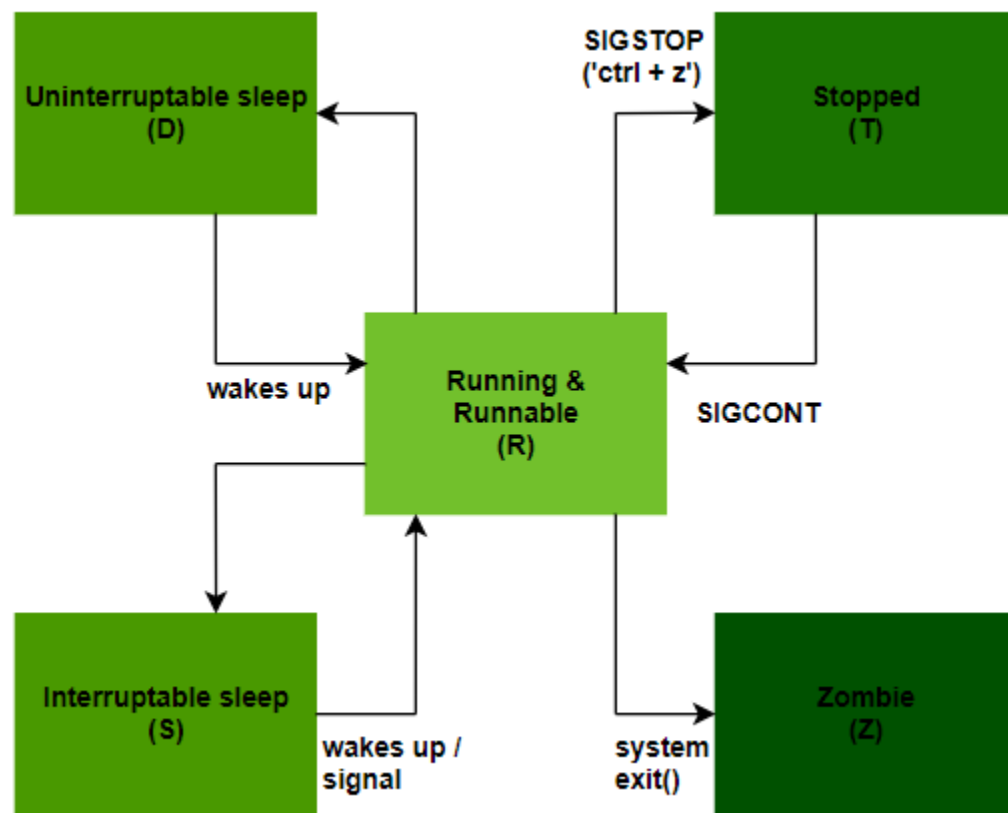 Uninterruptable sleep
(D)
SIGSTOP
('ctrl + z')
Stopped
(T)
wakes up
Running &
Runnable
(R)
SIGCONT
Interruptable sleep
(S)
wakes up /
signal
system
exit()
Zombie
(Z)